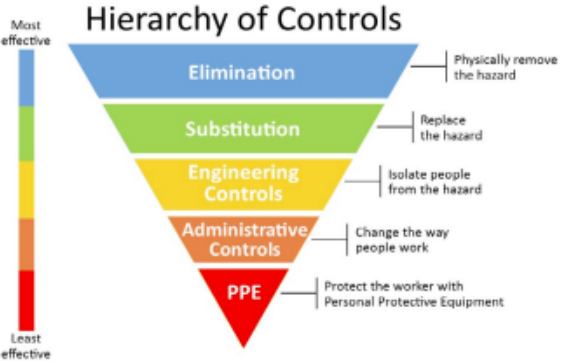 Hierarchy of Controls
Most
effective
Elimination
Physically remove
the hazard
Substitution
Replace
the hazard
Engineering
Controls
Isolate people
from the hazard
Administrative
Controls
Change the way
people work
PPE
Protect the worker with
Personal Protective Equipment
Least
effective